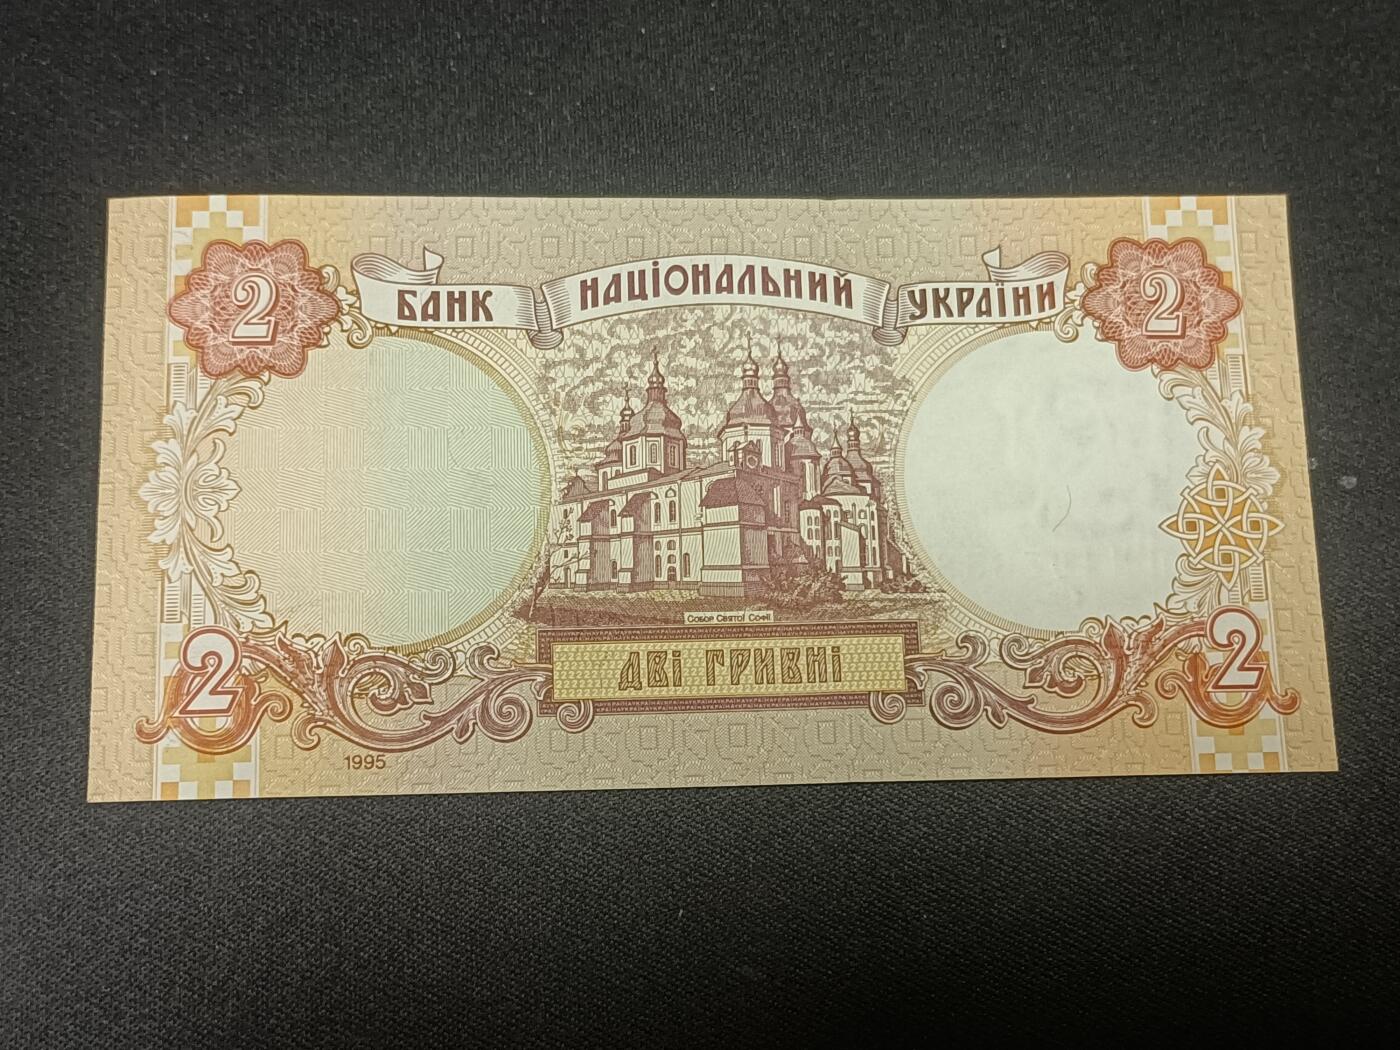 2 БАНК НАЦІОНАЛЬНИЙ УКРАЇНИ 2
СОБОР СВЯТОЇ СОФІЇ
2 ДВІ ГРИВНІ 2
1995